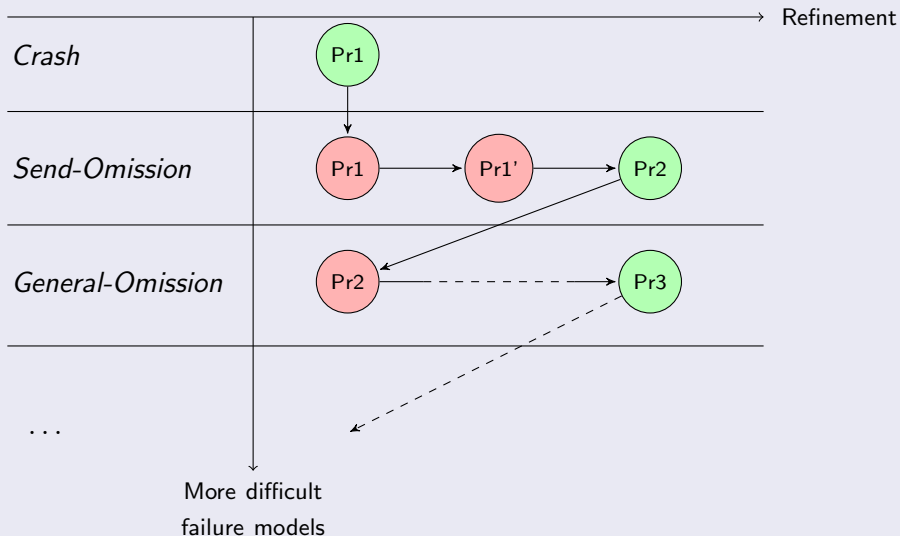 Refinement
Crash
Pr1
Send-Omission
Pr1
Pr1'
Pr2
General-Omission
Pr2
Pr3
...
More difficult
failure models